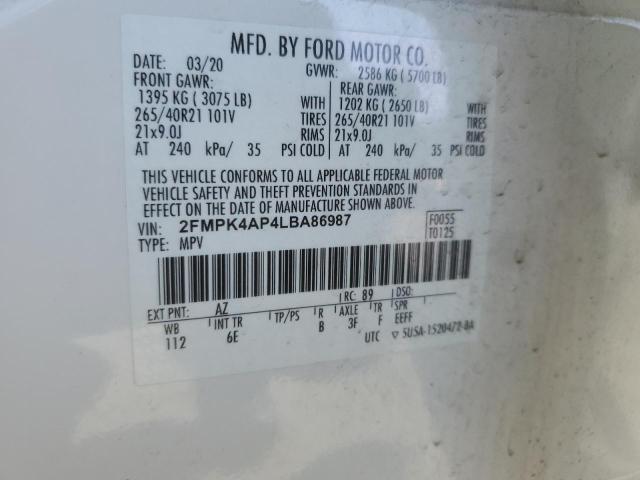 MFD. BY FORD MOTOR CO.
DATE: 03/20 GVWR: 2586 KG ( 5700 LB)
FRONT GAWR: REAR GAWR:
1395 KG ( 3075 LB) WITH 1202 KG ( 2650 LB) WITH
265/40R21 101V TIRES 265/40R21 101V TIRES
21x9.0J RIMS 21x9.0J RIMS
AT 240 kPa/ 35 PSI COLD AT 240 kPa/ 35 PSI COLD
THIS VEHICLE CONFORMS TO ALL APPLICABLE FEDERAL MOTOR
VEHICLE SAFETY AND THEFT PREVENTION STANDARDS IN
EFFECT ON THE DATE OF MANUFACTURE SHOWN ABOVE.
VIN: 2FMPK4AP4LBA86987 F0055
TYPE: MPV T0125
EXT PNT: AZ RC: 89 DSO:
WB INT TR TP/PS R AXLE TR SPR
112 6E B 3F F EEFF
UTC ▽ 5U5A-1520472-BA